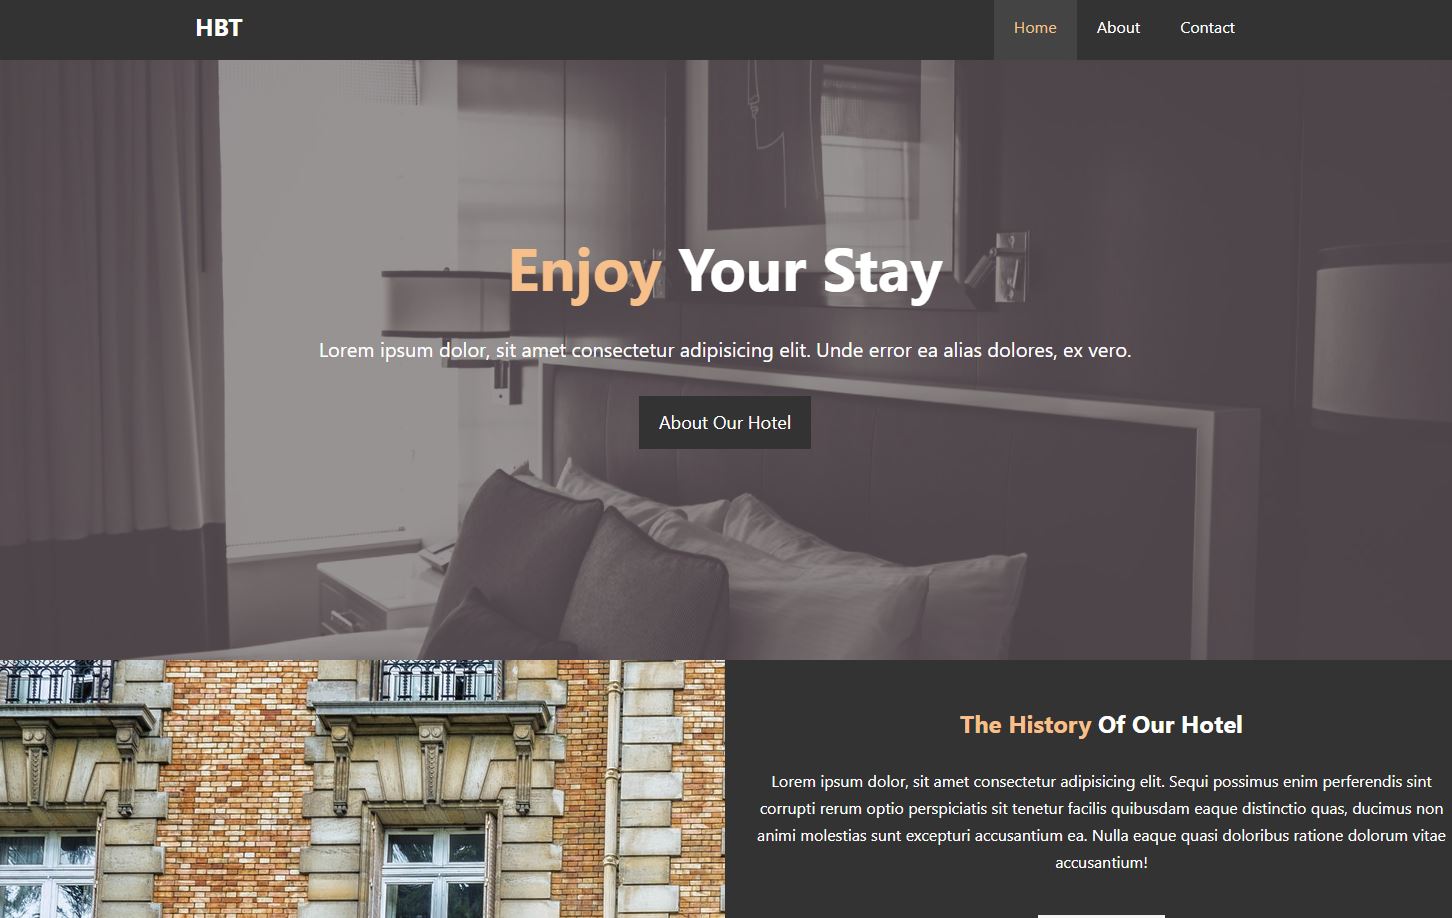 HBT
Home
About
Contact
Enjoy Your Stay
Lorem ipsum dolor, sit amet consectetur adipisicing elit. Unde error ea alias dolores, ex vero.
About Our Hotel
The History Of Our Hotel
Lorem ipsum dolor, sit amet consectetur adipisicing elit. Sequi possimus enim perferendis sint
corrupti rerum optio perspiciatis sit tenetur facilis quibusdam eaque distinctio quas, ducimus non
animi molestias sunt excepturi accusantium ea. Nulla eaque quasi doloribus ratione dolorum vitae
accusantium!